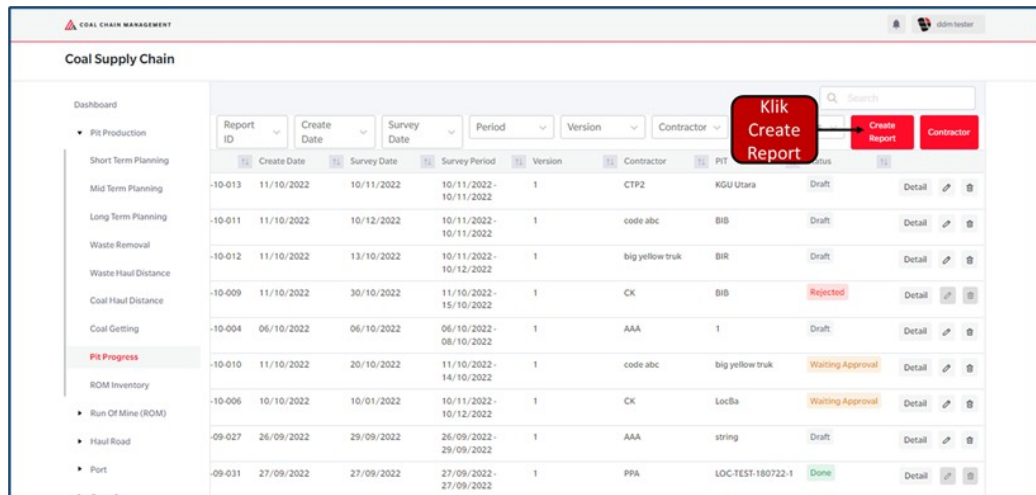 COAL CHAIN MANAGEMENT
ddm tester
Coal Supply Chain
Search
Dashboard
Pit Production
Short Term Planning
Mid Term Planning
Long Term Planning
Waste Removal
Waste Haul Distance
Coal Haul Distance
Coal Getting
Pit Progress
ROM Inventory
Run Of Mine (ROM)
Haul Road
Port
Report ID
Create Date
Survey Date
Period
Version
Contractor
Klik
Create
Report
Create Report
Contractor
Create Date Survey Date Survey Period Version Contractor PIT
-10-013 11/10/2022 10/11/2022 10/11/2022 - 10/11/2022 1 CTP2 KGU Utara Draft Detail
-10-011 11/10/2022 10/12/2022 10/11/2022 - 10/11/2022 1 code abc BIB Draft Detail
-10-012 11/10/2022 13/10/2022 10/11/2022 - 10/12/2022 1 big yellow truk BIR Draft Detail
-10-009 11/10/2022 30/10/2022 11/10/2022 - 15/10/2022 1 CK BIB Rejected Detail
-10-004 06/10/2022 06/10/2022 06/10/2022 - 08/10/2022 1 AAA 1 Draft Detail
-10-010 11/10/2022 20/10/2022 11/10/2022 - 14/10/2022 1 code abc big yellow truk Waiting Approval Detail
-10-006 10/10/2022 10/01/2022 10/11/2022 - 10/12/2022 1 CK LocBa Waiting Approval Detail
-09-027 26/09/2022 29/09/2022 26/09/2022 - 29/09/2022 1 AAA string Draft Detail
-09-031 27/09/2022 27/09/2022 27/09/2022 - 27/09/2022 1 PPA LOC-TEST-180722-1 Done Detail